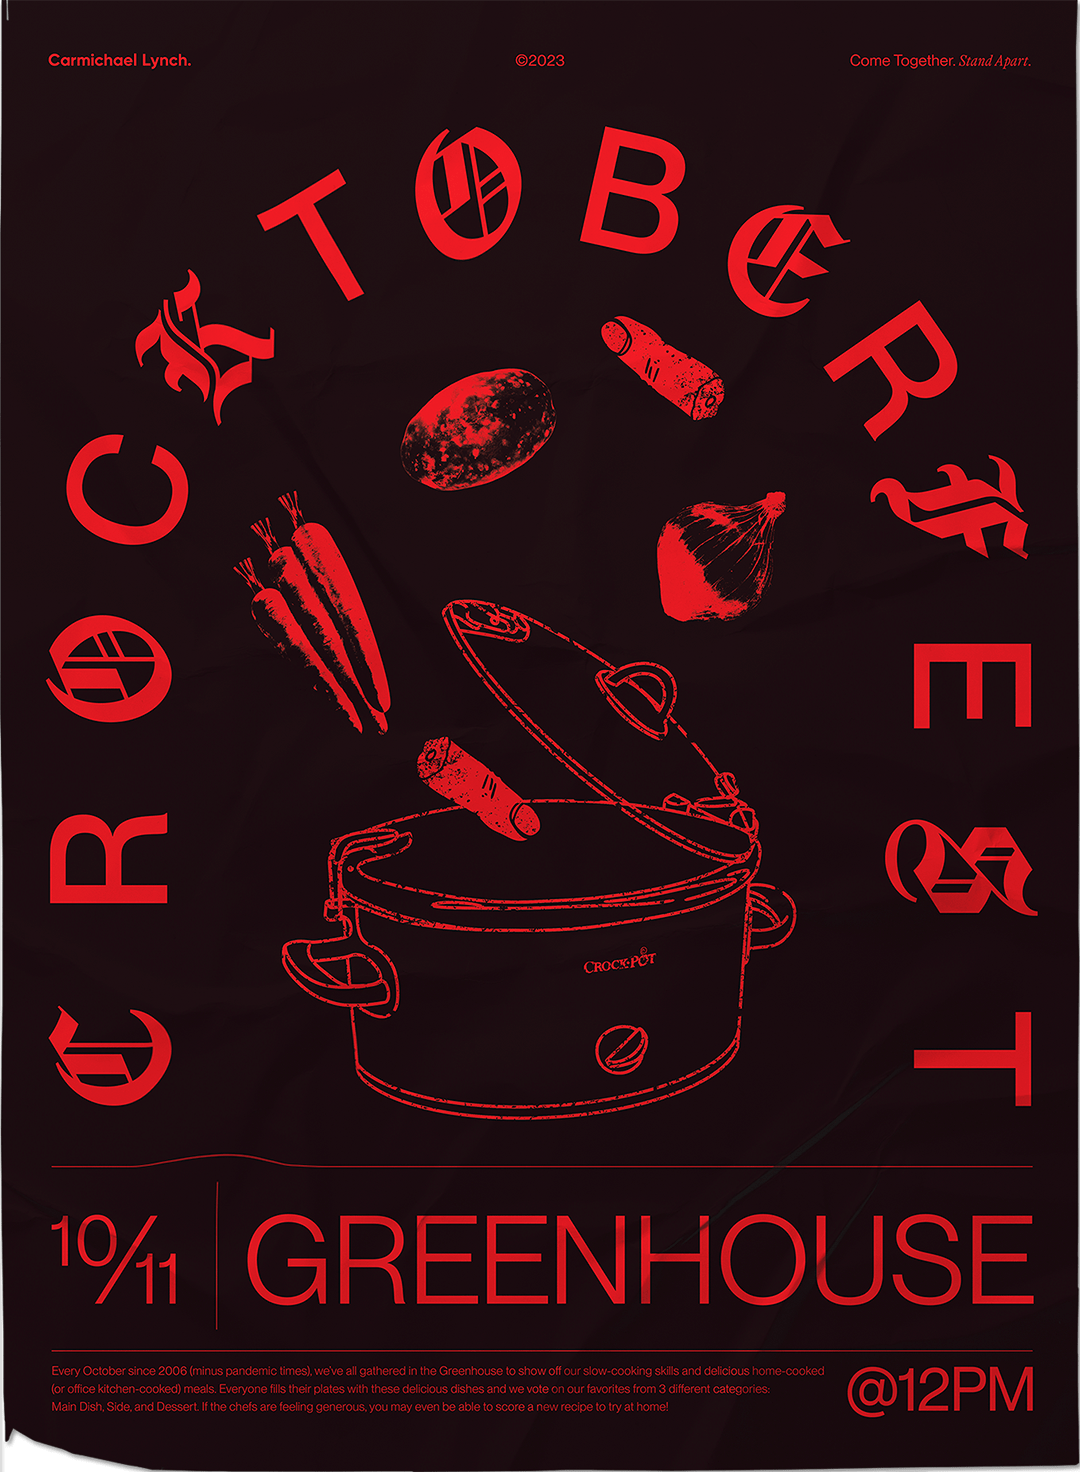 Carmichael Lynch.
©2023
Come Together. Stand Apart.
CROCKTOBERFEST
CROCK•POT
10/11
GREENHOUSE
Every October since 2006 (minus pandemic times), we've all gathered in the Greenhouse to show off our slow-cooking skills and delicious home-cooked
(or office kitchen-cooked) meals. Everyone fills their plates with these delicious dishes and we vote on our favorites from 3 different categories:
Main Dish, Side, and Dessert. If the chefs are feeling generous, you may even be able to score a new recipe to try at home!
@12PM